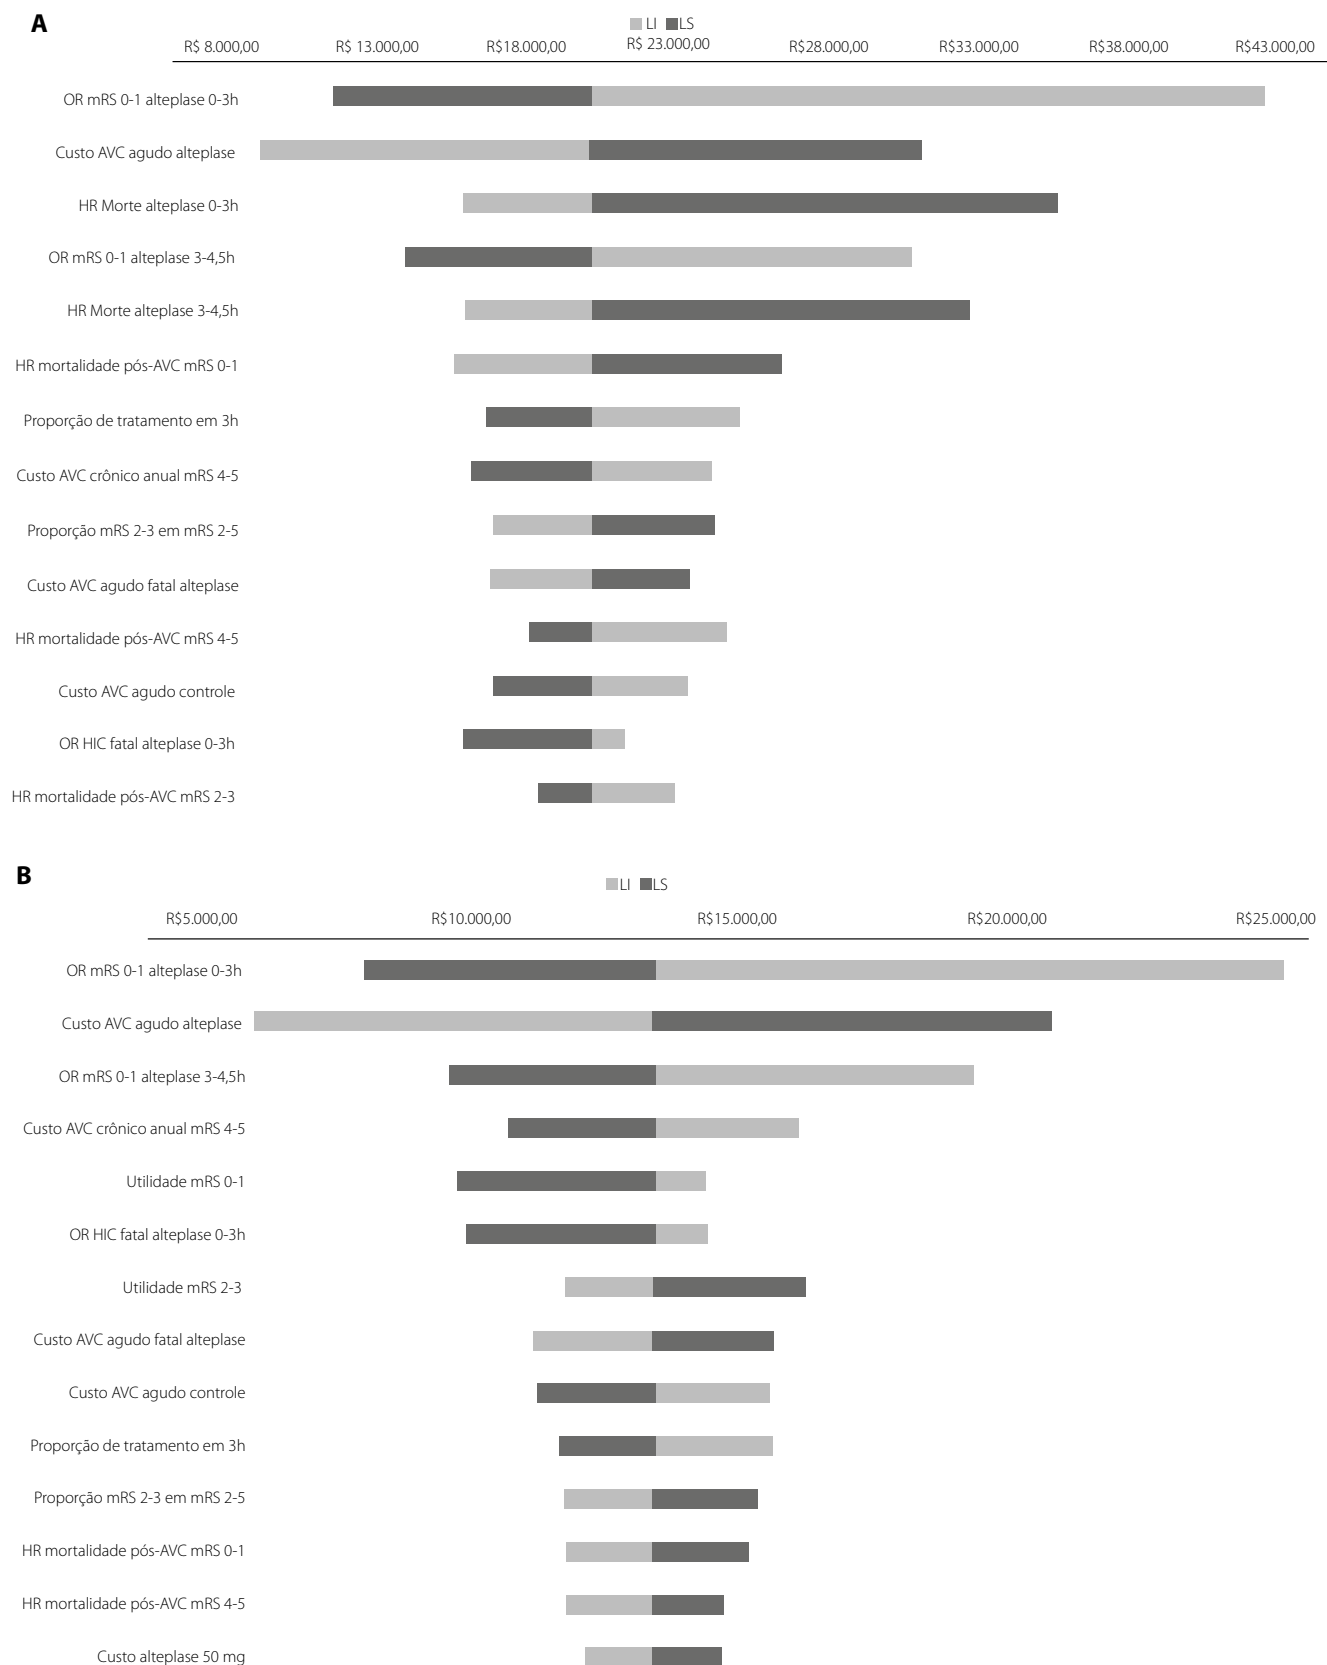 A
LI LS
R$ 8.000,00 R$ 13.000,00 R$18.000,00 R$ 23.000,00 R$28.000,00 R$33.000,00 R$38.000,00 R$43.000,00
OR mRS 0-1 alteplase 0-3h
Custo AVC agudo alteplase
HR Morte alteplase 0-3h
OR mRS 0-1 alteplase 3-4,5h
HR Morte alteplase 3-4,5h
HR mortalidade pós-AVC mRS 0-1
Proporção de tratamento em 3h
Custo AVC crônico anual mRS 4-5
Proporção mRS 2-3 em mRS 2-5
Custo AVC agudo fatal alteplase
HR mortalidade pós-AVC mRS 4-5
Custo AVC agudo controle
OR HIC fatal alteplase 0-3h
HR mortalidade pós-AVC mRS 2-3
B
LI LS
R$5.000,00 R$10.000,00 R$15.000,00 R$20.000,00 R$25.000,00
OR mRS 0-1 alteplase 0-3h
Custo AVC agudo alteplase
OR mRS 0-1 alteplase 3-4,5h
Custo AVC crônico anual mRS 4-5
Utilidade mRS 0-1
OR HIC fatal alteplase 0-3h
Utilidade mRS 2-3
Custo AVC agudo fatal alteplase
Custo AVC agudo controle
Proporção de tratamento em 3h
Proporção mRS 2-3 em mRS 2-5
HR mortalidade pós-AVC mRS 0-1
HR mortalidade pós-AVC mRS 4-5
Custo alteplase 50 mg